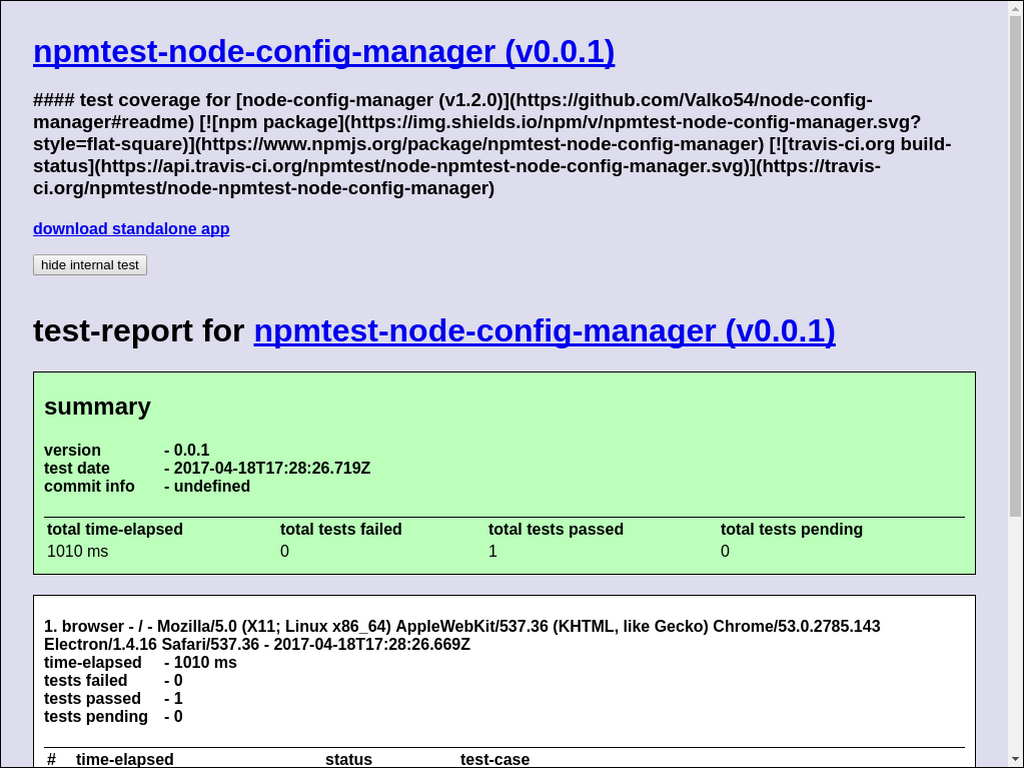 npmtest-node-config-manager (v0.0.1)
#### test coverage for [node-config-manager (v1.2.0)](https://github.com/Valko54/node-config-
manager#readme) [![npm package](https://img.shields.io/npm/v/npmtest-node-config-manager.svg?
style=flat-square)](https://www.npmjs.org/package/npmtest-node-config-manager) [![travis-ci.org build-
status](https://api.travis-ci.org/npmtest/node-npmtest-node-config-manager.svg)](https://travis-
ci.org/npmtest/node-npmtest-node-config-manager)
download standalone app
hide internal test
test-report for npmtest-node-config-manager (v0.0.1)
summary
version - 0.0.1
test date - 2017-04-18T17:28:26.719Z
commit info - undefined
total time-elapsed total tests failed total tests passed total tests pending
1010 ms 0 1 0
1. browser - / - Mozilla/5.0 (X11; Linux x86_64) AppleWebKit/537.36 (KHTML, like Gecko) Chrome/53.0.2785.143
Electron/1.4.16 Safari/537.36 - 2017-04-18T17:28:26.669Z
time-elapsed - 1010 ms
tests failed - 0
tests passed - 1
tests pending - 0
# time-elapsed status test-case